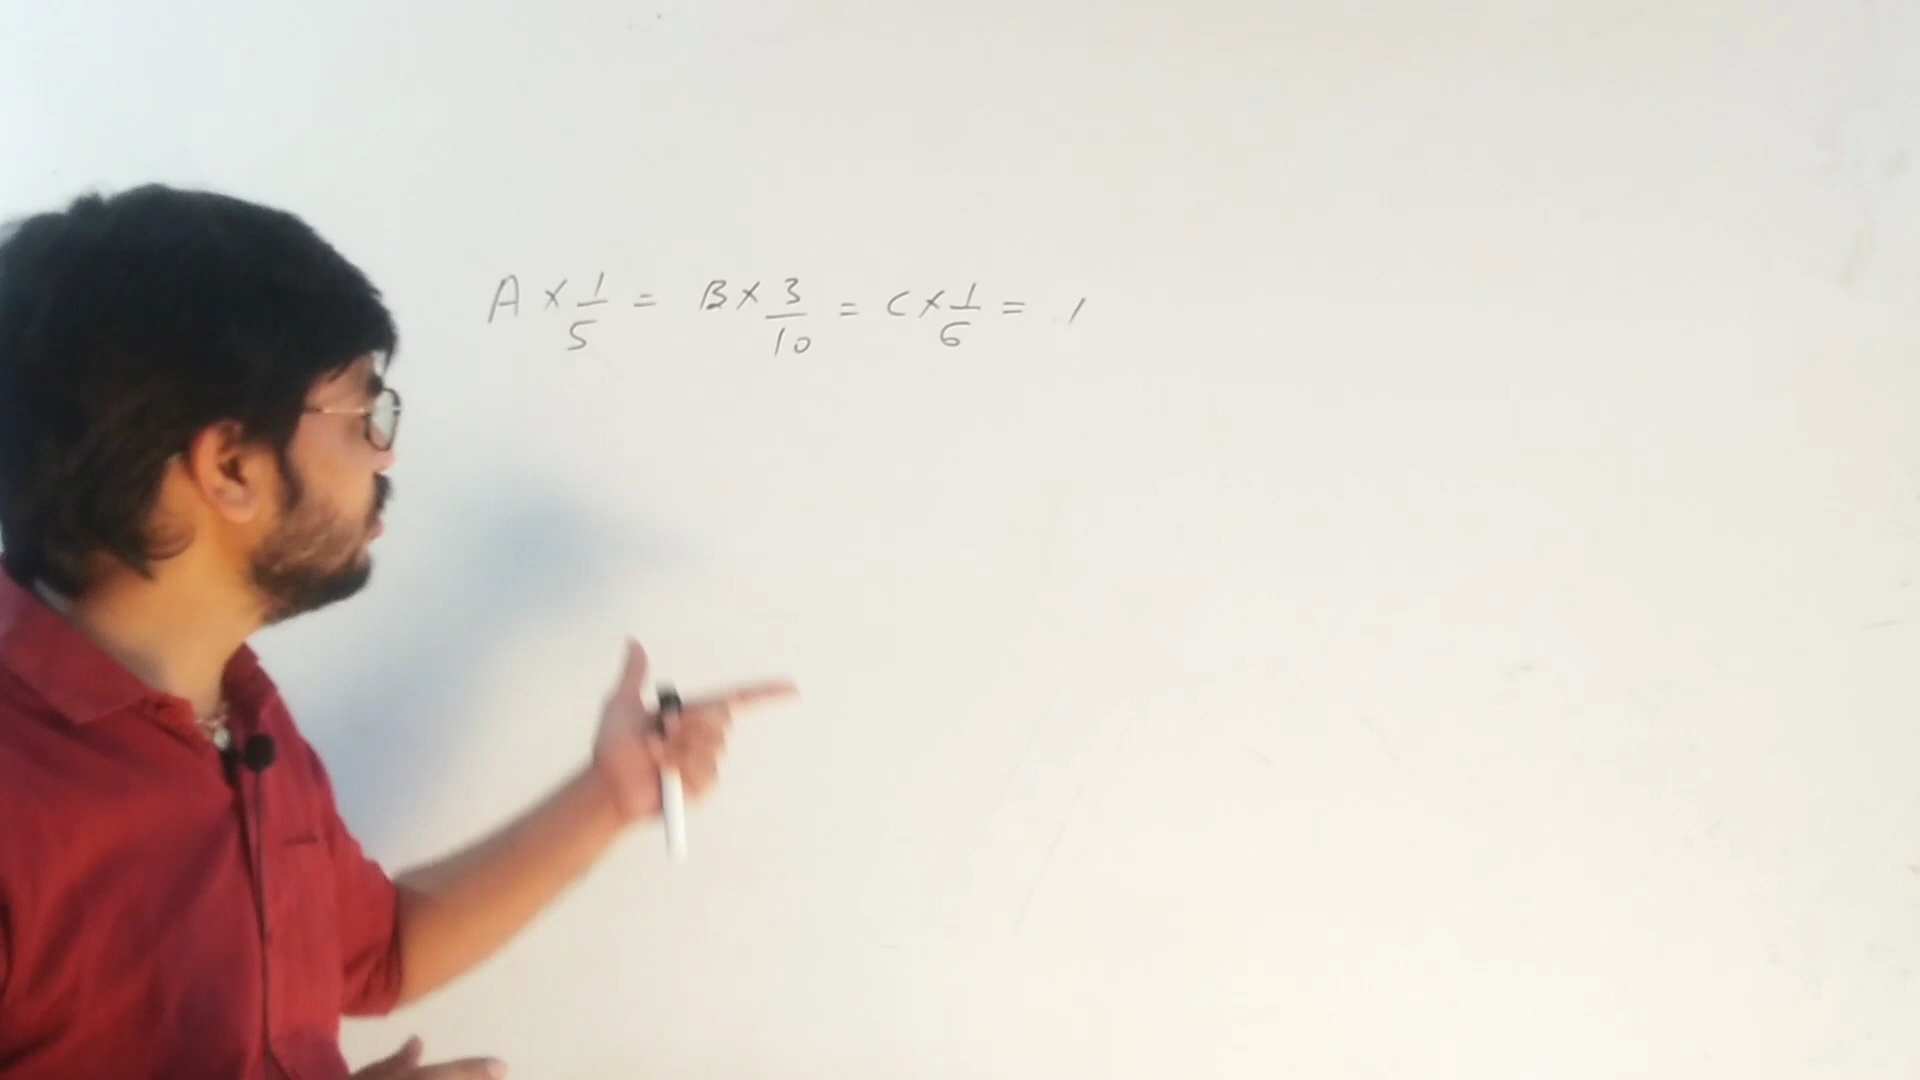 A × 1/5 = B × 3/10 = C × 1/6 = 1